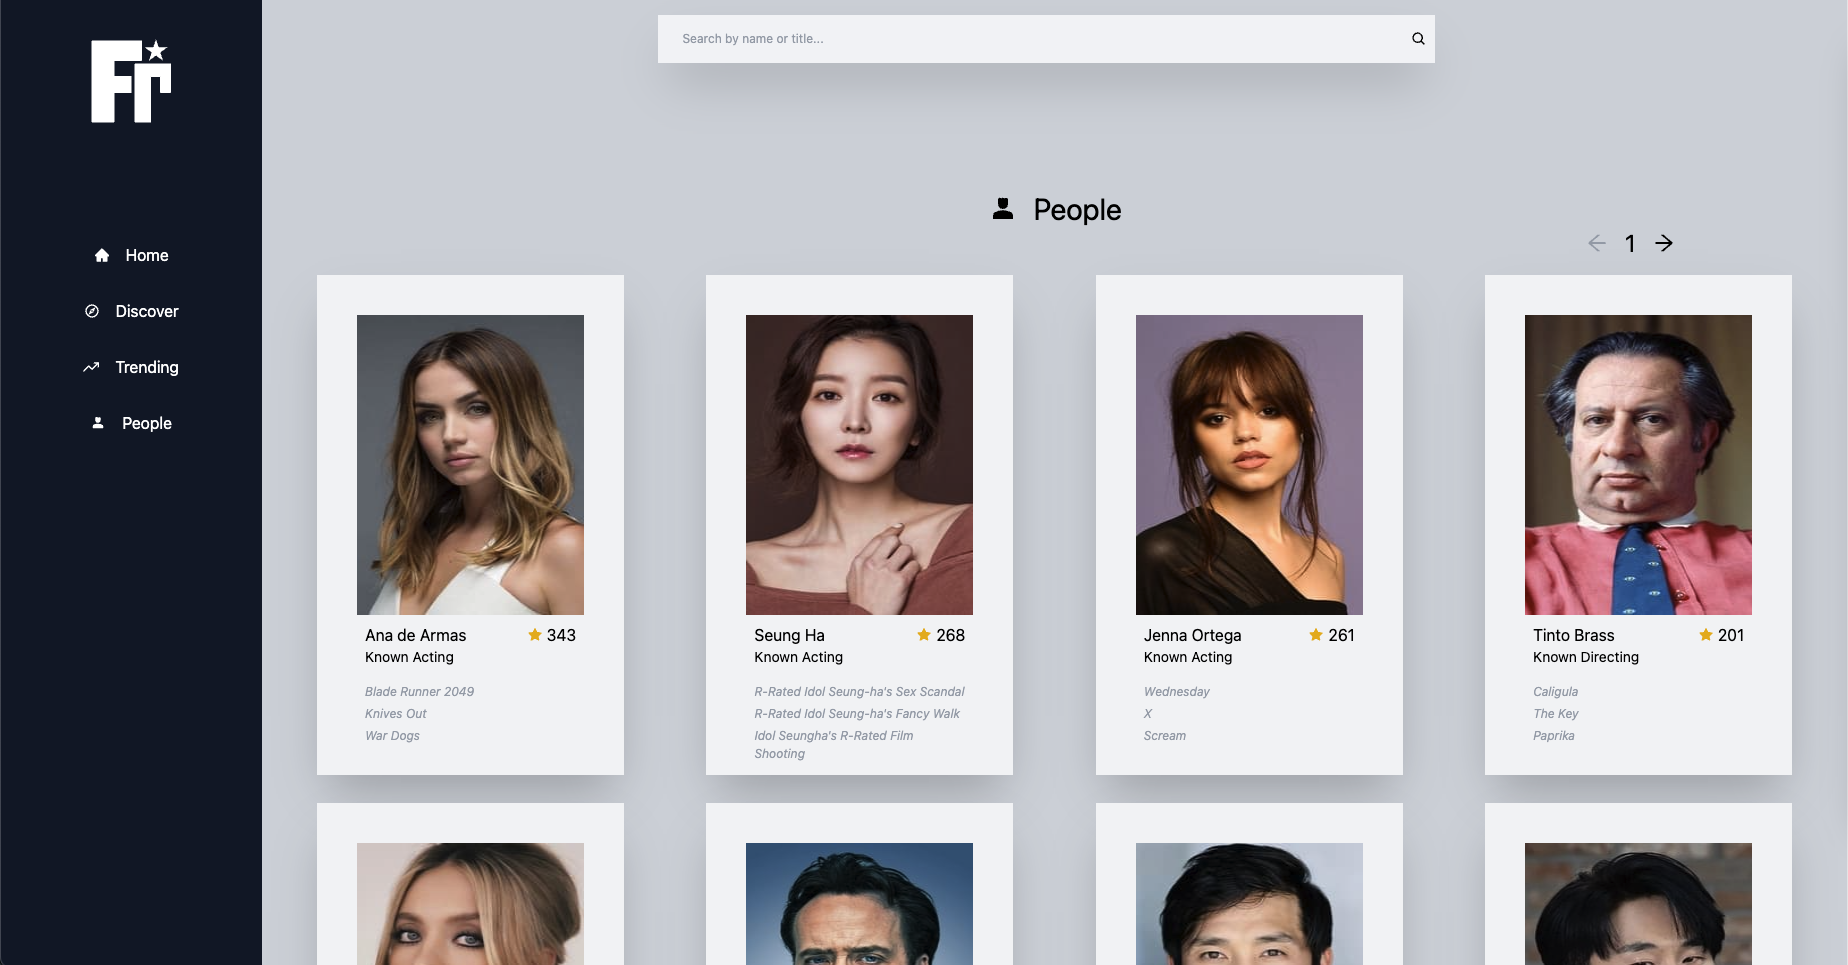 Fr
Search by name or title...
Home
Discover
Trending
People
People
1
Ana de Armas 343
Known Acting
Blade Runner 2049
Knives Out
War Dogs
Seung Ha 268
Known Acting
R-Rated Idol Seung-ha's Sex Scandal
R-Rated Idol Seung-ha's Fancy Walk
Idol Seungha's R-Rated Film
Shooting
Jenna Ortega 261
Known Acting
Wednesday
X
Scream
Tinto Brass 201
Known Directing
Caligula
The Key
Paprika